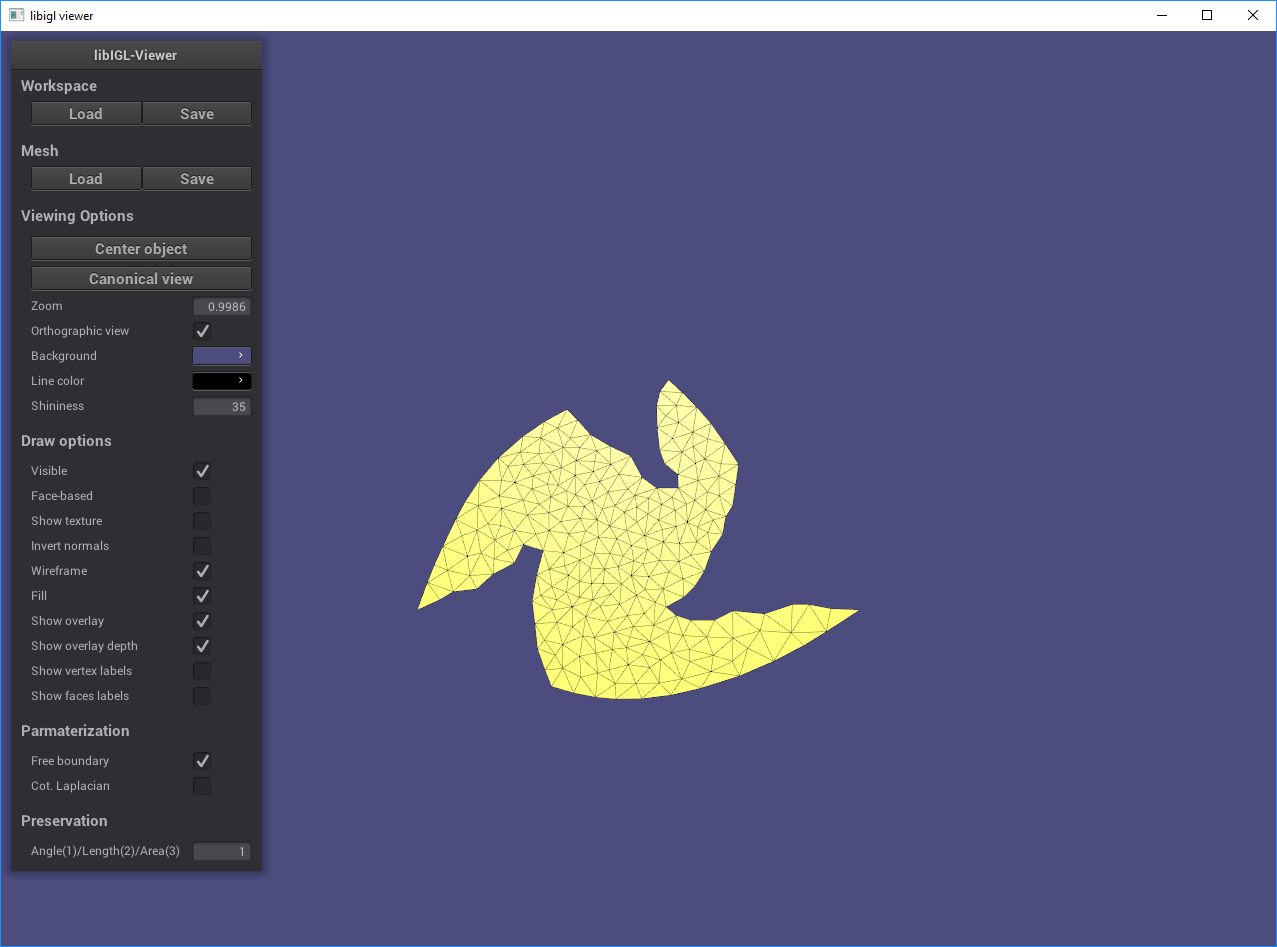 libigl viewer
libIGL-Viewer
Workspace
Load Save
Mesh
Load Save
Viewing Options
Center object
Canonical view
Zoom 0.9986
Orthographic view
Background
Line color
Shininess 35
Draw options
Visible
Face-based
Show texture
Invert normals
Wireframe
Fill
Show overlay
Show overlay depth
Show vertex labels
Show faces labels
Parmaterization
Free boundary
Cot. Laplacian
Preservation
Angle(1)/Length(2)/Area(3) 1